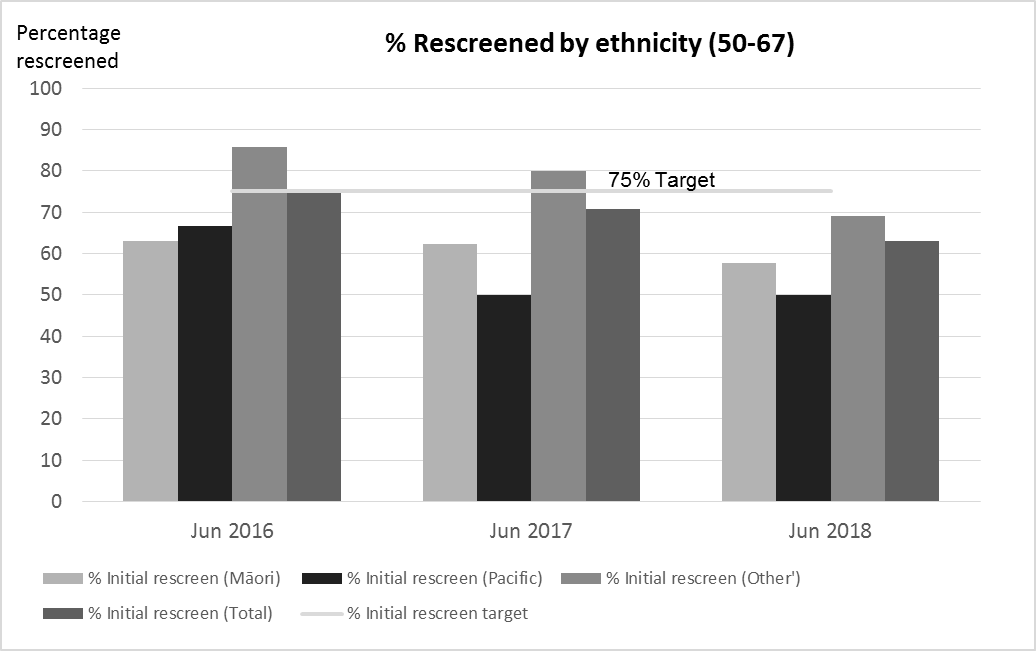 Percentage
rescreened
% Rescreened by ethnicity (50-67)
100
90
80
70
60
50
40
30
20
10
0
75% Target
Jun 2016
Jun 2017
Jun 2018
% Initial rescreen (Māori)
% Initial rescreen (Pacific)
% Initial rescreen (Other')
% Initial rescreen (Total)
% Initial rescreen target